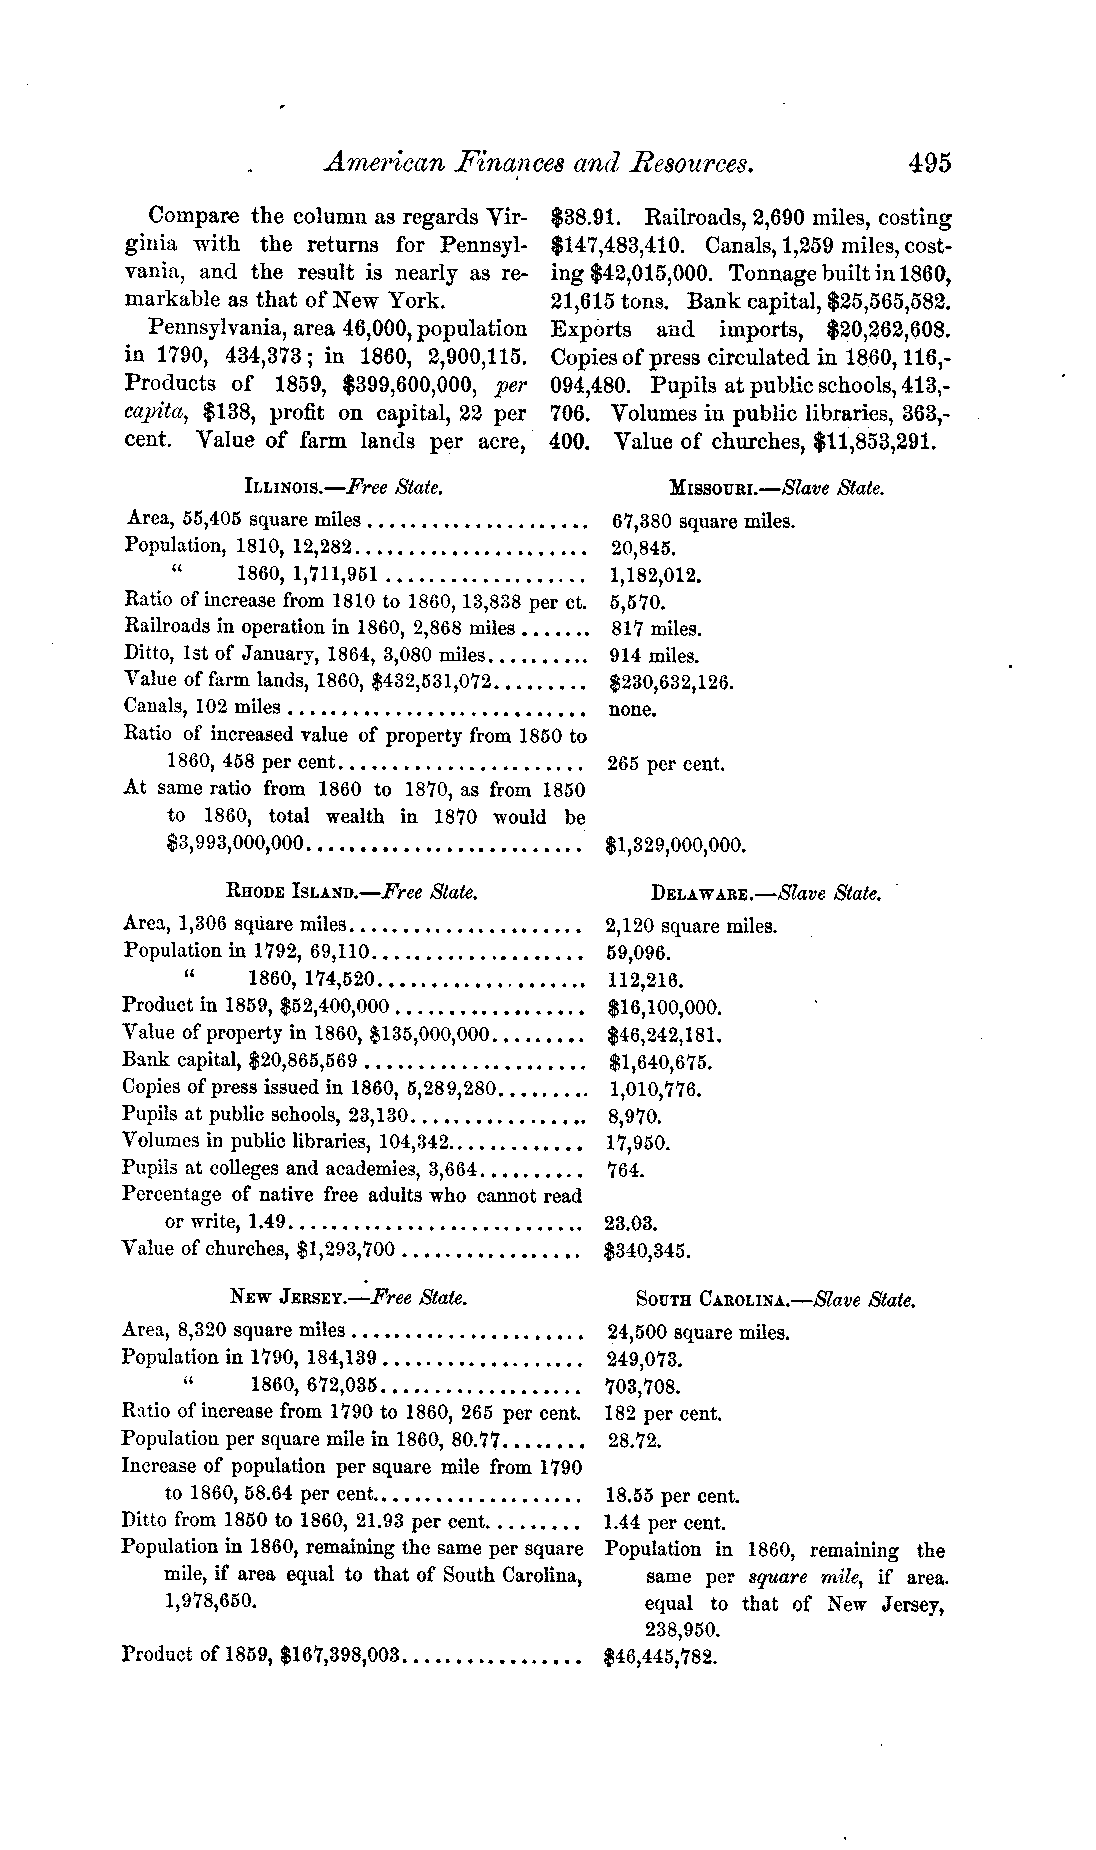 American Finances and Resources. 495
Compare the column as regards Vir-
ginia with the returns for Pennsyl-
vania, and the result is nearly as re-
markable as that of New York.
Pennsylvania, area 46,000, population
in 1790, 434,373; in 1860, 2,900,115.
Products of 1859, $399,600,000, per
capita, $138, profit on capital, 22 per
cent. Value of farm lands per acre,
$38.91. Railroads, 2,690 miles, costing
$147,483,410. Canals, 1,259 miles, cost-
ing $42,015,000. Tonnage built in 1860,
21,615 tons. Bank capital, $25,565,582.
Exports and imports, $20,262,608.
Copies of press circulated in 1860, 116,-
094,480. Pupils at public schools, 413,-
706. Volumes in public libraries, 363,-
400. Value of churches, $11,853,291.
ILLINOIS.—Free State. MISSOURI.—Slave State.
Area, 55,405 square miles..................... 67,380 square miles.
Population, 1810, 12,282...................... 20,845.
" 1860, 1,711,951................... 1,182,012.
Ratio of increase from 1810 to 1860, 13,838 per ct. 5,570.
Railroads in operation in 1860, 2,868 miles....... 817 miles.
Ditto, 1st of January, 1864, 3,080 miles.......... 914 miles.
Value of farm lands, 1860, $432,531,072......... $230,632,126.
Canals, 102 miles............................ none.
Ratio of increased value of property from 1850 to
1860, 458 per cent....................... 265 per cent.
At same ratio from 1860 to 1870, as from 1850
to 1860, total wealth in 1870 would be
$3,993,000,000.......................... $1,329,000,000.
RHODE ISLAND.—Free State. DELAWARE.—Slave State.
Area, 1,306 square miles...................... 2,120 square miles.
Population in 1792, 69,110.................... 59,096.
" 1860, 174,520.................... 112,216.
Product in 1859, $52,400,000.................. $16,100,000.
Value of property in 1860, $135,000,000......... $46,242,181.
Bank capital, $20,865,569..................... $1,640,675.
Copies of press issued in 1860, 5,289,280......... 1,010,776.
Pupils at public schools, 23,130................. 8,970.
Volumes in public libraries, 104,342............. 17,950.
Pupils at colleges and academies, 3,664.......... 764.
Percentage of native free adults who cannot read
or write, 1.49............................ 23.03.
Value of churches, $1,293,700................. $340,345.
NEW JERSEY.—Free State. SOUTH CAROLINA.—Slave State.
Area, 8,320 square miles...................... 24,500 square miles.
Population in 1790, 184,139................... 249,073.
" 1860, 672,035................... 703,708.
Ratio of increase from 1790 to 1860, 265 per cent. 182 per cent.
Population per square mile in 1860, 80.77........ 28.72.
Increase of population per square mile from 1790
to 1860, 58.64 per cent.................... 18.55 per cent.
Ditto from 1850 to 1860, 21.93 per cent.......... 1.44 per cent.
Population in 1860, remaining the same per square
mile, if area equal to that of South Carolina,
1,978,650.
Population in 1860, remaining the
same per square mile, if area.
equal to that of New Jersey,
238,950.
Product of 1859, $167,398,003................. $46,445,782.